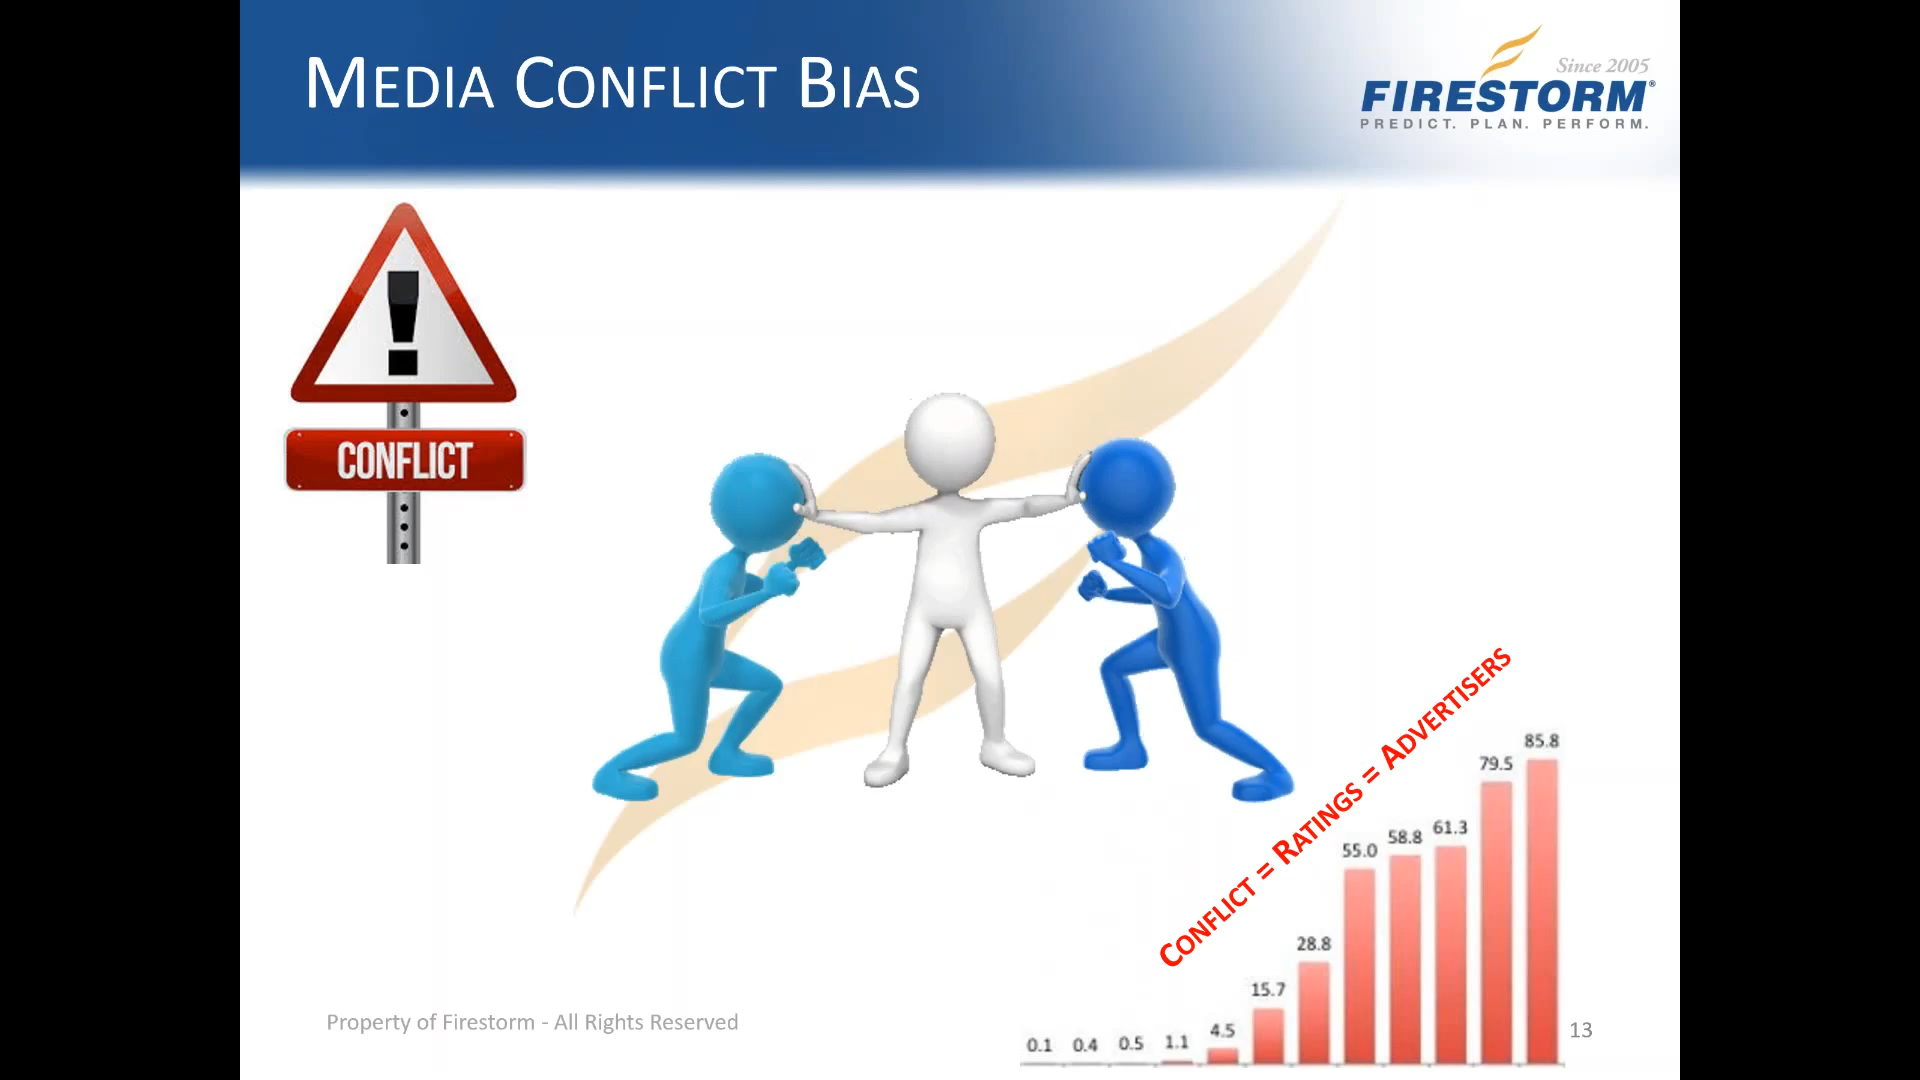 MEDIA CONFLICT BIAS
Since 2005
FIRESTORM®
PREDICT. PLAN. PERFORM.
!
CONFLICT
CONFLICT = RATINGS = ADVERTISERS
0.1 0.4 0.5 1.1 4.5 15.7 28.8 55.0 58.8 61.3 79.5 85.8
Property of Firestorm - All Rights Reserved
13